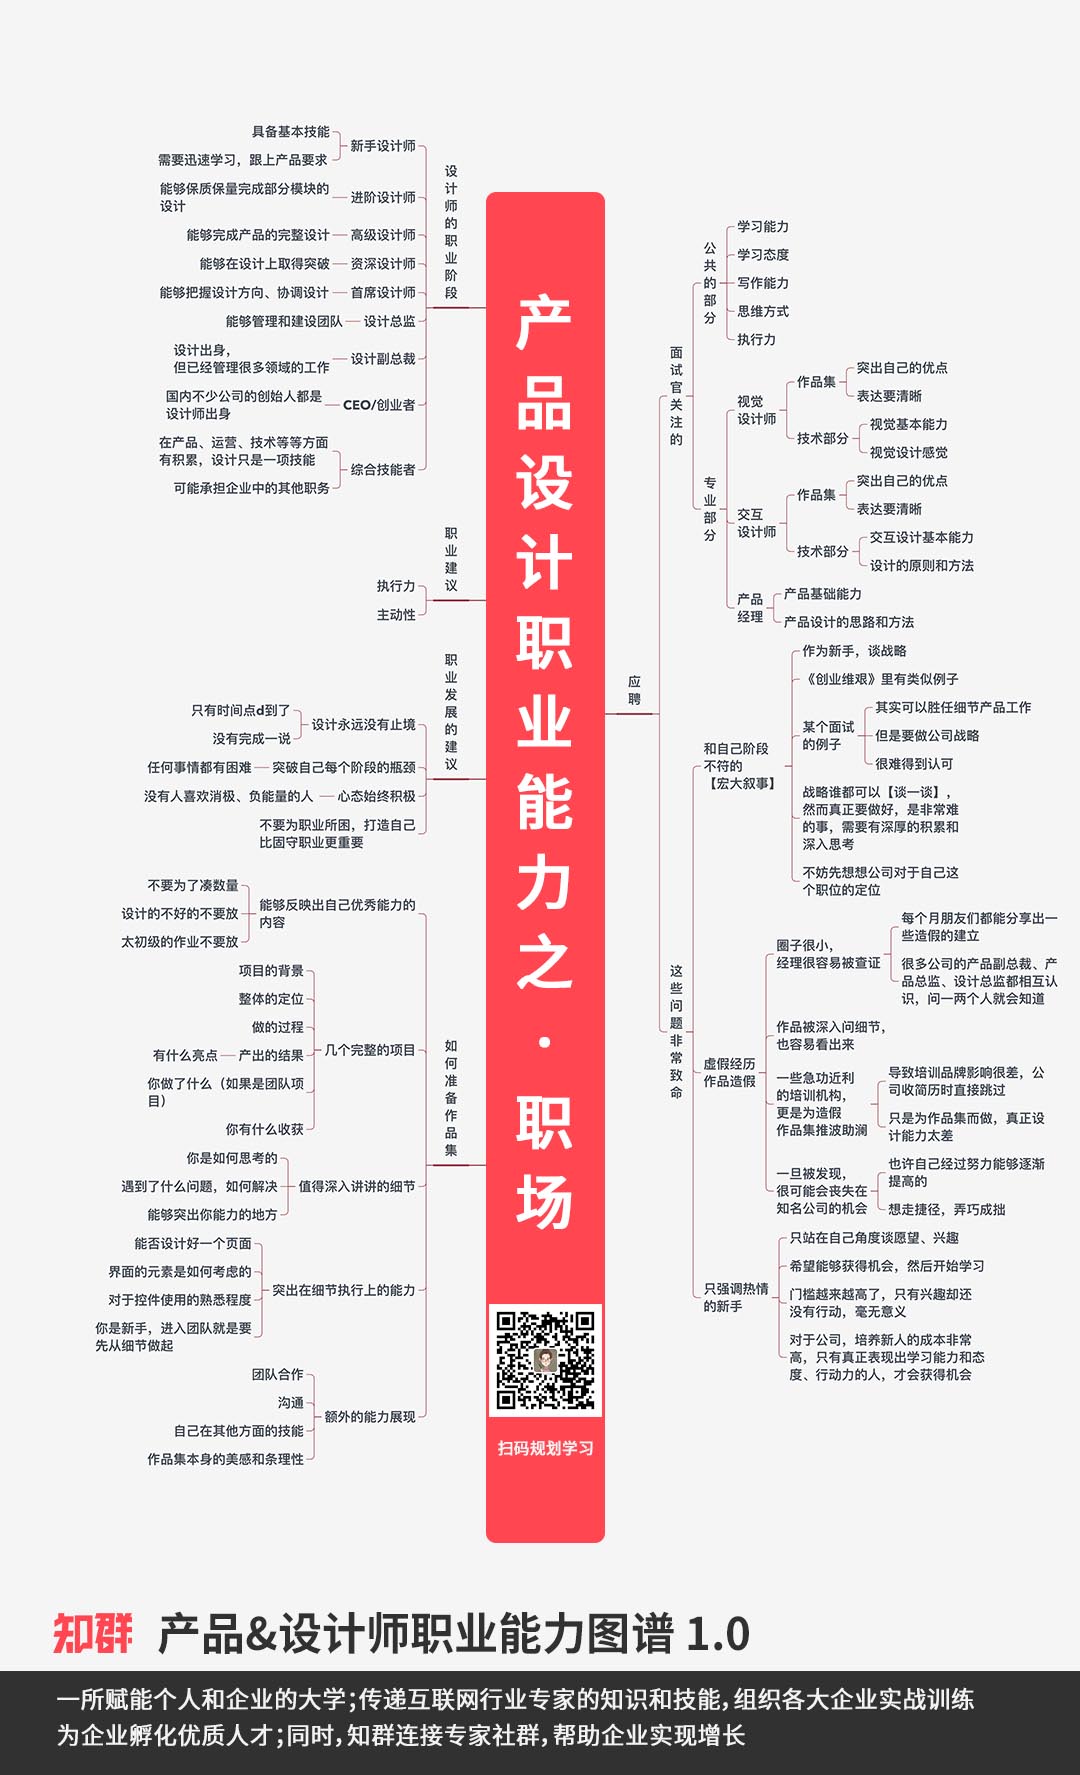 产品设计职业能力之·职场
扫码规划学习
设计师的职业阶段
新手设计师
具备基本技能
需要迅速学习，跟上产品要求
进阶设计师
能够保质保量完成部分模块的
设计
高级设计师
能够完成产品的完整设计
资深设计师
能够在设计上取得突破
首席设计师
能够把握设计方向、协调设计
设计总监
能够管理和建设团队
设计副总裁
设计出身，
但已经管理很多领域的工作
CEO/创业者
国内不少公司的创始人都是
设计师出身
综合技能者
在产品、运营、技术等等方面
有积累，设计只是一项技能
可能承担企业中的其他职务
职业建议
执行力
主动性
职业发展的建议
设计永远没有止境
只有时间点d到了
没有完成一说
突破自己每个阶段的瓶颈
任何事情都有困难
心态始终积极
没有人喜欢消极、负能量的人
不要为职业所困，打造自己
比固守职业更重要
如何准备作品集
能够反映出自己优秀能力的
内容
不要为了凑数量
设计的不好的不要放
太初级的作业不要放
几个完整的项目
项目的背景
整体的定位
做的过程
产出的结果
有什么亮点
你做了什么（如果是团队项
目）
你有什么收获
值得深入讲讲的细节
你是如何思考的
遇到了什么问题，如何解决
能够突出你能力的地方
突出在细节执行上的能力
能否设计好一个页面
界面的元素是如何考虑的
对于控件使用的熟悉程度
你是新手，进入团队就是要
先从细节做起
额外的能力展现
团队合作
沟通
自己在其他方面的技能
作品集本身的美感和条理性
应聘
面试官关注的
公共的部分
学习能力
学习态度
写作能力
思维方式
执行力
专业部分
视觉
设计师
作品集
突出自己的优点
表达要清晰
技术部分
视觉基本能力
视觉设计感觉
交互
设计师
作品集
突出自己的优点
表达要清晰
技术部分
交互设计基本能力
设计的原则和方法
产品
经理
产品基础能力
产品设计的思路和方法
这些问题非常致命
和自己阶段
不符的
【宏大叙事】
作为新手，谈战略
《创业维艰》里有类似例子
某个面试
的例子
其实可以胜任细节产品工作
但是要做公司战略
很难得到认可
战略谁都可以【谈一谈】，
然而真正要做好，是非常难
的事，需要有深厚的积累和
深入思考
不妨先想想公司对于自己这
个职位的定位
虚假经历
作品造假
圈子很小，
经理很容易被查证
每个月朋友们都能分享出一
些造假的建立
很多公司的产品副总裁、产
品总监、设计总监都相互认
识，问一两个人就会知道
作品被深入问细节，
也容易看出来
一些急功近利
的培训机构，
更是为造假
作品集推波助澜
导致培训品牌影响很差，公
司收简历时直接跳过
只是为作品集而做，真正设
计能力太差
一旦被发现，
很可能会丧失在
知名公司的机会
也许自己经过努力能够逐渐
提高的
想走捷径，弄巧成拙
只强调热情
的新手
只站在自己角度谈愿望、兴趣
希望能够获得机会，然后开始学习
门槛越来越高了，只有兴趣却还
没有行动，毫无意义
对于公司，培养新人的成本非常
高，只有真正表现出学习能力和态
度、行动力的人，才会获得机会
知群 产品&设计师职业能力图谱 1.0
一所赋能个人和企业的大学；传递互联网行业专家的知识和技能，组织各大企业实战训练
为企业孵化优质人才；同时，知群连接专家社群，帮助企业实现增长